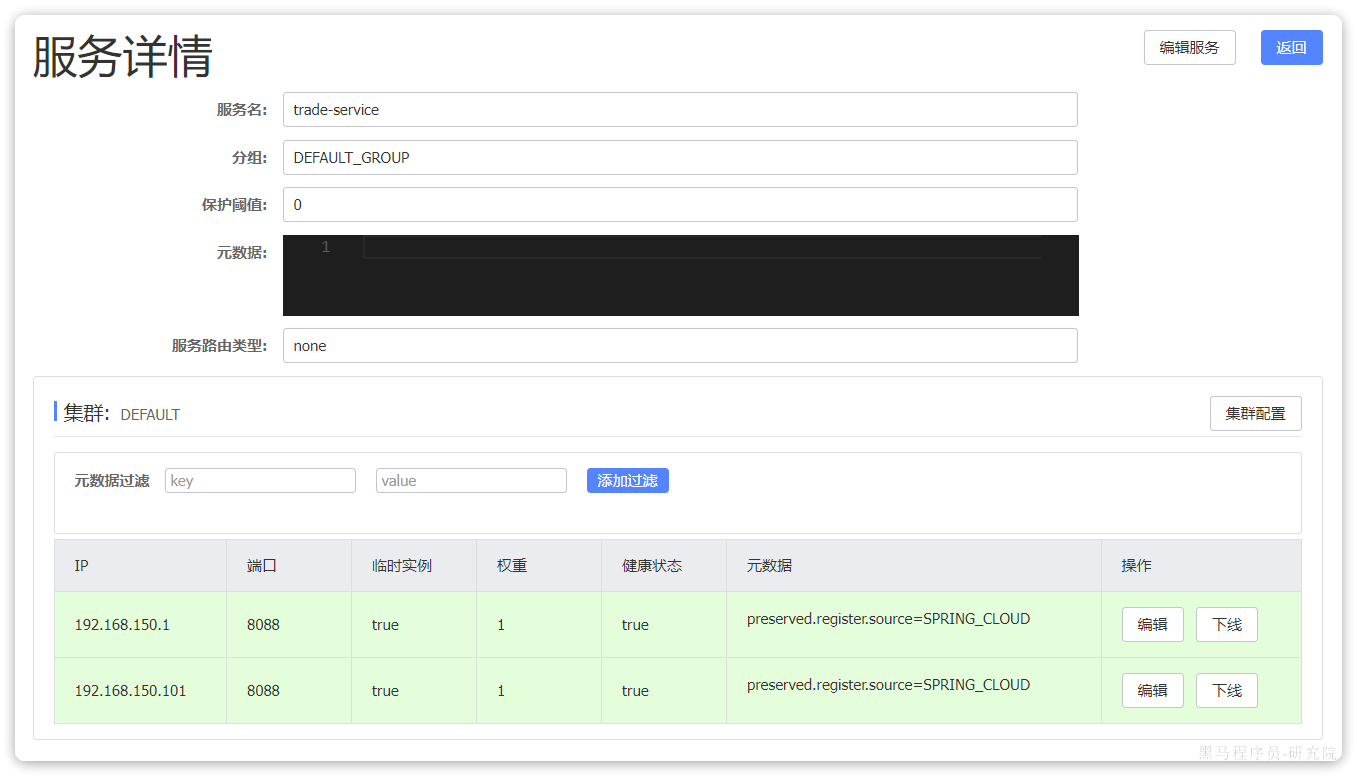 服务详情 编辑服务 返回
服务名: trade-service
分组: DEFAULT_GROUP
保护阈值: 0
元数据: 1
服务路由类型: none
集群: DEFAULT 集群配置
元数据过滤 key value 添加过滤
IP 端口 临时实例 权重 健康状态 元数据 操作
192.168.150.1 8088 true 1 true preserved.register.source=SPRING_CLOUD 编辑 下线
192.168.150.101 8088 true 1 true preserved.register.source=SPRING_CLOUD 编辑 下线
黑马程序员-研究院